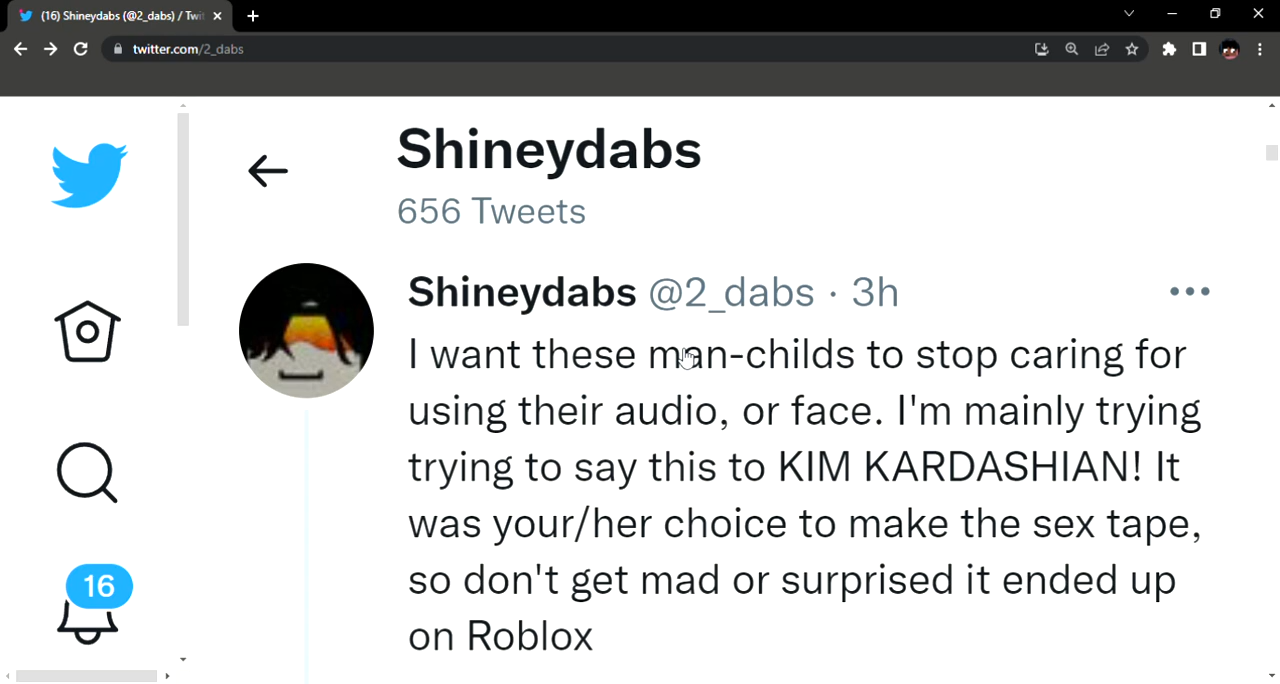 (16) Shineydabs (@2_dabs) / Twi
twitter.com/2_dabs
Shineydabs
656 Tweets
Shineydabs @2_dabs · 3h
I want these man-childs to stop caring for
using their audio, or face. I'm mainly trying
trying to say this to KIM KARDASHIAN! It
was your/her choice to make the sex tape,
so don't get mad or surprised it ended up
on Roblox
16